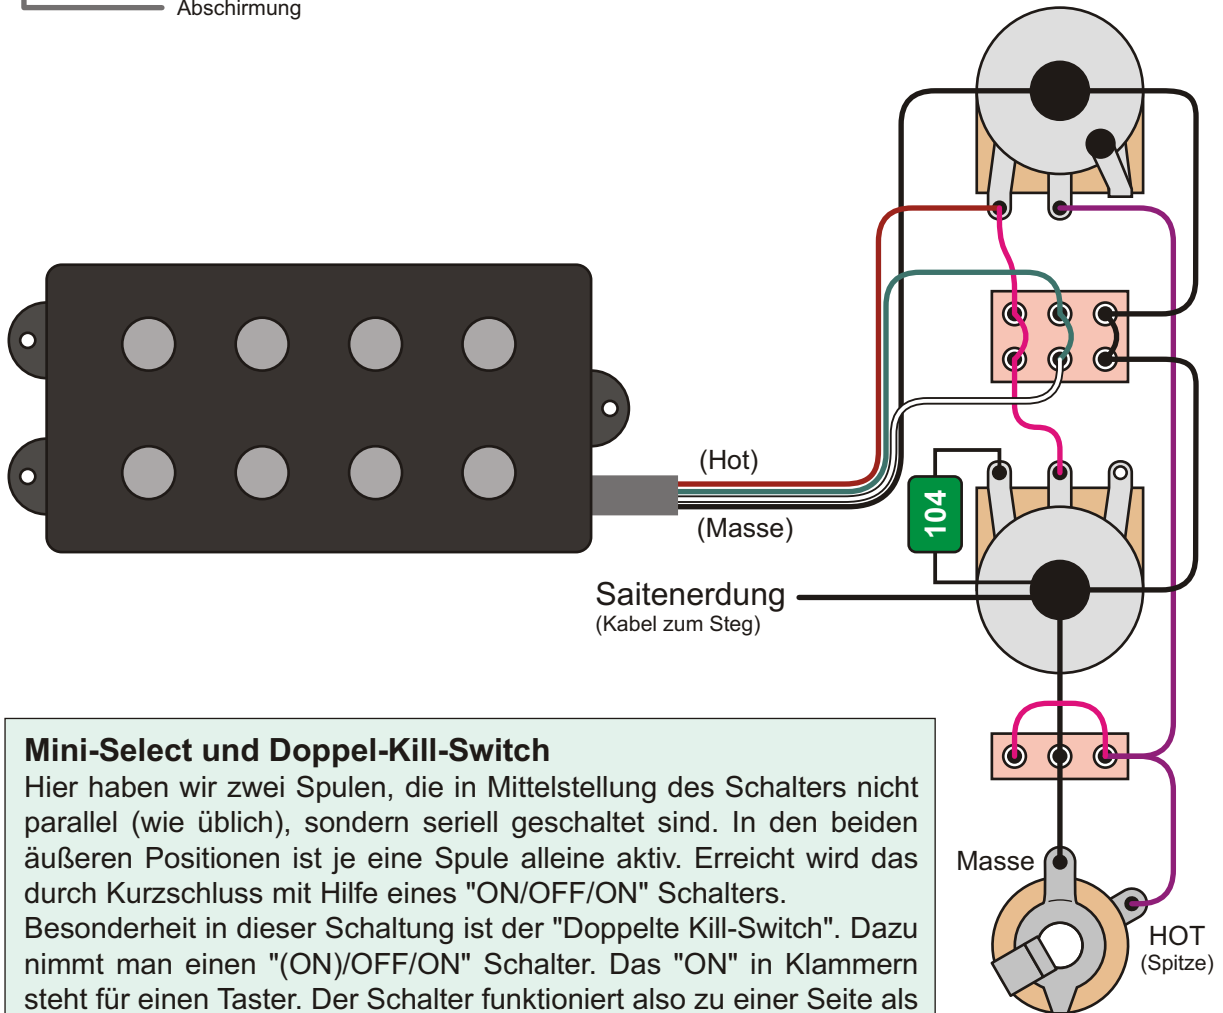 Abschirmung
(Hot)
(Masse)
104
Saitenerdung
(Kabel zum Steg)
Mini-Select und Doppel-Kill-Switch
Hier haben wir zwei Spulen, die in Mittelstellung des Schalters nicht
parallel (wie üblich), sondern seriell geschaltet sind. In den beiden
äußeren Positionen ist je eine Spule alleine aktiv. Erreicht wird das
durch Kurzschluss mit Hilfe eines "ON/OFF/ON" Schalters.
Besonderheit in dieser Schaltung ist der "Doppelte Kill-Switch". Dazu
nimmt man einen "(ON)/OFF/ON" Schalter. Das "ON" in Klammern
steht für einen Taster. Der Schalter funktioniert also zu einer Seite als
Masse
HOT
(Spitze)